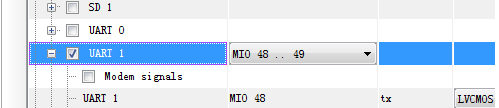 SD 1
UART 0
UART 1 MIO 48 .. 49
Modem signals
UART 1 MIO 48 tx LVCMOS